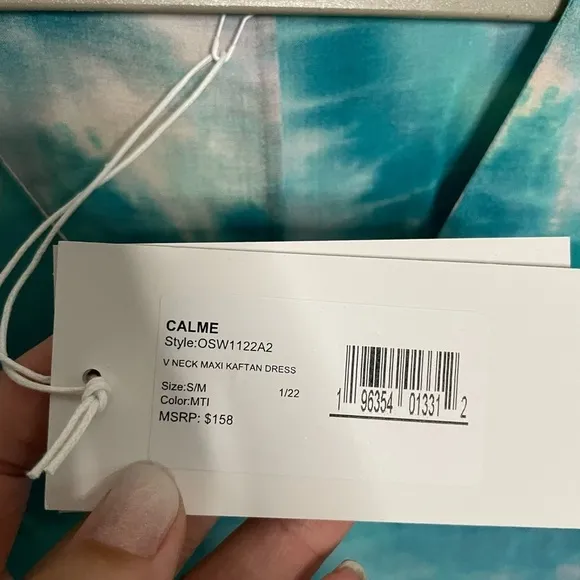 CALME
Style:OSW1122A2
V NECK MAXI KAFTAN DRESS
Size:S/M 1/22
Color:MTI
MSRP: $158
1 96354 01331 2